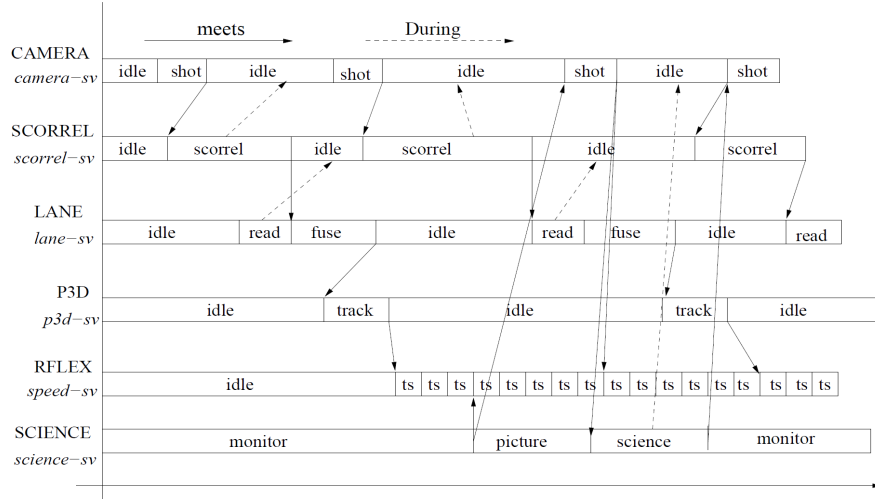 meets During
CAMERA
camera-sv
idle shot idle shot idle shot idle shot
SCORREL
scorrel-sv
idle scorrel idle scorrel idle scorrel
LANE
lane-sv
idle read fuse idle read fuse idle read
P3D
p3d-sv
idle track idle track idle
RFLEX
speed-sv
idle ts ts ts ts ts ts ts ts ts ts ts ts ts ts ts ts ts
SCIENCE
science-sv
monitor picture science monitor